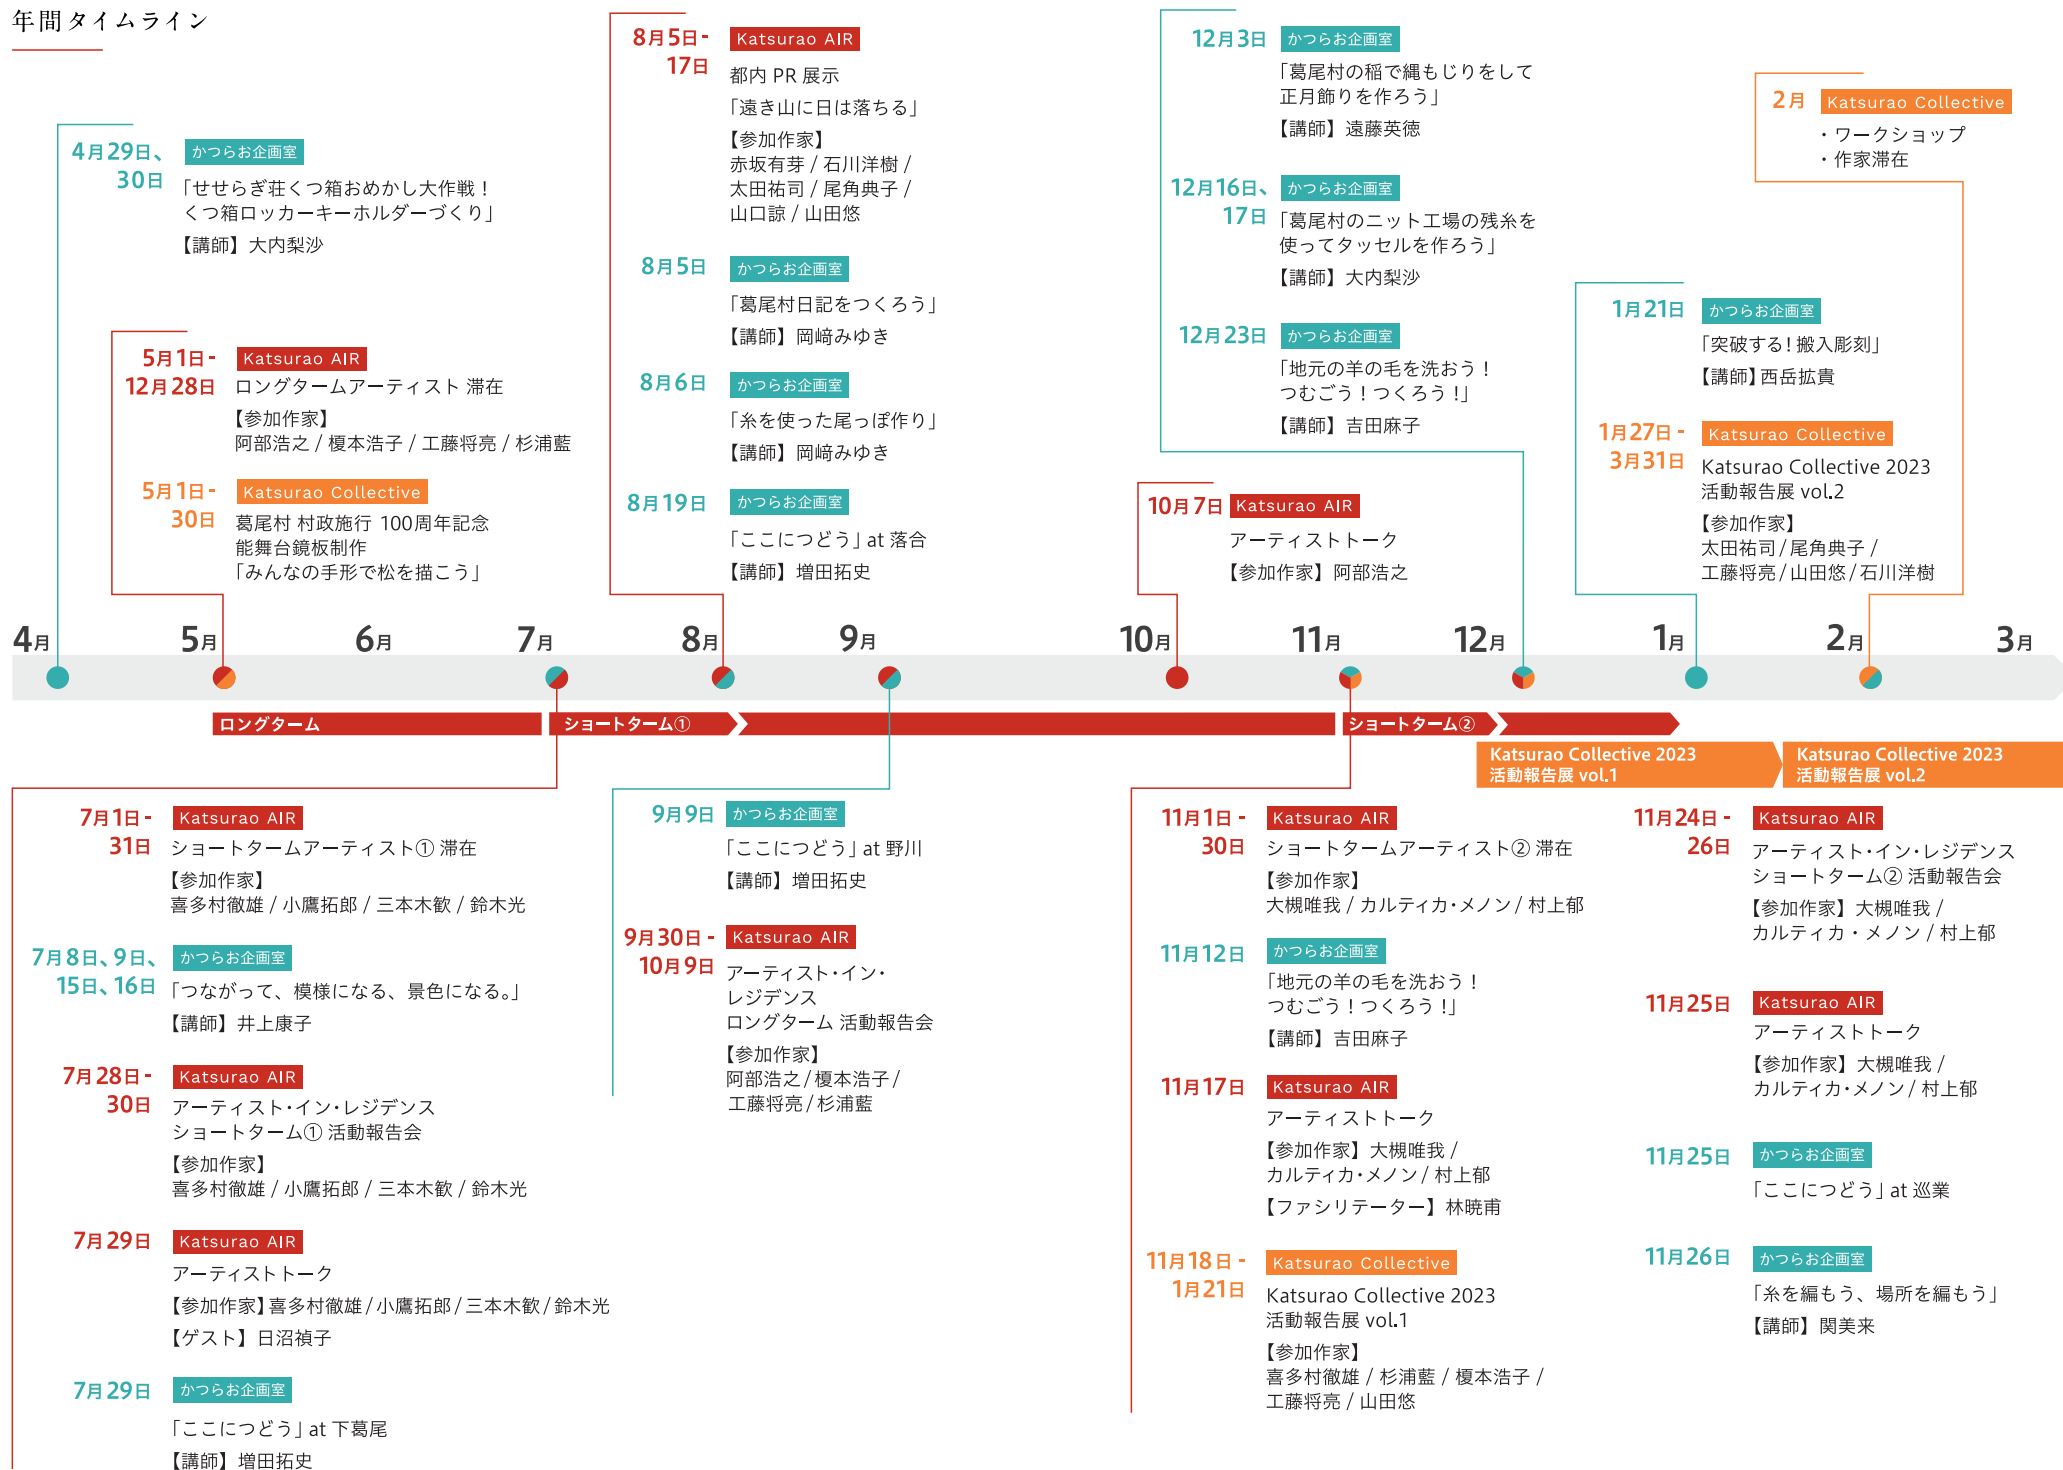 年間タイムライン
4月29日、
30日
かつらお企画室
「せせらぎ荘くつ箱おめかし大作戦！
くつ箱ロッカーキーホルダーづくり」
【講師】大内梨沙
5月1日 -
12月28日
Katsurao AIR
ロングタームアーティスト 滞在
【参加作家】
阿部浩之 / 榎本浩子 / 工藤将亮 / 杉浦藍
5月1日 -
30日
Katsurao Collective
葛尾村 村政施行 100周年記念
能舞台鏡板制作
「みんなの手形で松を描こう」
8月5日 -
17日
Katsurao AIR
都内 PR 展示
「遠き山に日は落ちる」
【参加作家】
赤坂有芽 / 石川洋樹 /
太田祐司 / 尾角典子 /
山口諒 / 山田悠
8月5日
かつらお企画室
「葛尾村日記をつくろう」
【講師】岡﨑みゆき
8月6日
かつらお企画室
「糸を使った尾っぽ作り」
【講師】岡﨑みゆき
8月19日
かつらお企画室
「ここにつどう」at 落合
【講師】増田拓史
10月7日
Katsurao AIR
アーティストトーク
【参加作家】阿部浩之
12月3日
かつらお企画室
「葛尾村の稲で縄もじりをして
正月飾りを作ろう」
【講師】遠藤英徳
12月16日、
17日
かつらお企画室
「葛尾村のニット工場の残糸を
使ってタッセルを作ろう」
【講師】大内梨沙
12月23日
かつらお企画室
「地元の羊の毛を洗おう！
つむごう！つくろう！」
【講師】吉田麻子
1月21日
かつらお企画室
「突破する！搬入彫刻」
【講師】西岳拡貴
1月27日 -
3月31日
Katsurao Collective
Katsurao Collective 2023
活動報告展 vol.2
【参加作家】
太田祐司/尾角典子/
工藤将亮/山田悠/石川洋樹
2月
Katsurao Collective
・ワークショップ
・作家滞在
4月
5月
6月
7月
8月
9月
10月
11月
12月
1月
2月
3月
ロングターム
ショートターム①
ショートターム②
Katsurao Collective 2023
活動報告展 vol.1
Katsurao Collective 2023
活動報告展 vol.2
7月1日 -
31日
Katsurao AIR
ショートタームアーティスト① 滞在
【参加作家】
喜多村徹雄 / 小鷹拓郎 / 三本木歓 / 鈴木光
7月8日、9日、
15日、16日
かつらお企画室
「つながって、模様になる、景色になる。」
【講師】井上康子
7月28日 -
30日
Katsurao AIR
アーティスト・イン・レジデンス
ショートターム① 活動報告会
【参加作家】
喜多村徹雄 / 小鷹拓郎 / 三本木歓 / 鈴木光
7月29日
Katsurao AIR
アーティストトーク
【参加作家】喜多村徹雄/小鷹拓郎/三本木歓/鈴木光
【ゲスト】日沼禎子
7月29日
かつらお企画室
「ここにつどう」at 下葛尾
【講師】増田拓史
9月9日
かつらお企画室
「ここにつどう」at 野川
【講師】増田拓史
9月30日 -
10月9日
Katsurao AIR
アーティスト・イン・
レジデンス
ロングターム 活動報告会
【参加作家】
阿部浩之/榎本浩子/
工藤将亮/杉浦藍
11月1日 -
30日
Katsurao AIR
ショートタームアーティスト② 滞在
【参加作家】
大槻唯我 / カルティカ・メノン / 村上郁
11月12日
かつらお企画室
「地元の羊の毛を洗おう！
つむごう！つくろう！」
【講師】吉田麻子
11月17日
Katsurao AIR
アーティストトーク
【参加作家】大槻唯我 /
カルティカ・メノン / 村上郁
【ファシリテーター】林暁甫
11月18日 -
1月21日
Katsurao Collective
Katsurao Collective 2023
活動報告展 vol.1
【参加作家】
喜多村徹雄 / 杉浦藍 / 榎本浩子 /
工藤将亮 / 山田悠
11月24日 -
26日
Katsurao AIR
アーティスト・イン・レジデンス
ショートターム② 活動報告会
【参加作家】大槻唯我 /
カルティカ・メノン / 村上郁
11月25日
Katsurao AIR
アーティストトーク
【参加作家】大槻唯我 /
カルティカ・メノン / 村上郁
11月25日
かつらお企画室
「ここにつどう」at 巡業
11月26日
かつらお企画室
「糸を編もう、場所を編もう」
【講師】関美来